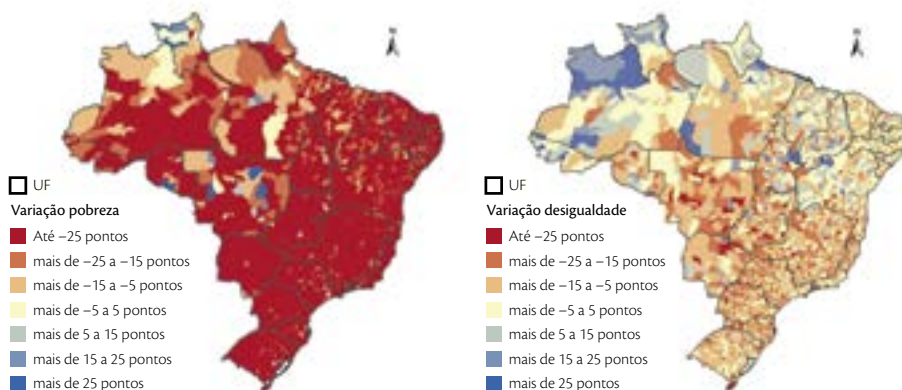 UF
Variação pobreza
Até –25 pontos
mais de –25 a –15 pontos
mais de –15 a –5 pontos
mais de –5 a 5 pontos
mais de 5 a 15 pontos
mais de 15 a 25 pontos
mais de 25 pontos
UF
Variação desigualdade
Até –25 pontos
mais de –25 a –15 pontos
mais de –15 a –5 pontos
mais de –5 a 5 pontos
mais de 5 a 15 pontos
mais de 15 a 25 pontos
mais de 25 pontos